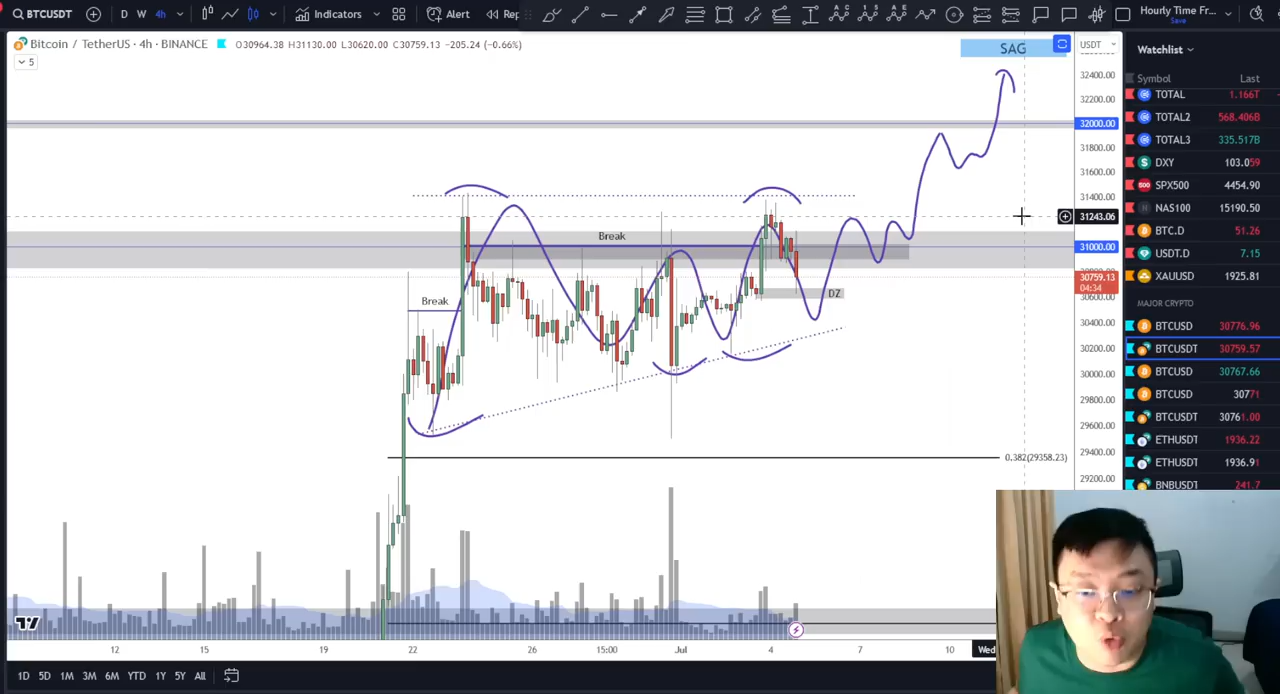 BTCUSDT D W 4h Indicators Alert Rep Hourly Time Fr...
Save
Bitcoin / TetherUS · 4h · BINANCE O30964.38 H31130.00 L30620.00 C30759.13 -205.24 (-0.66%)
5
SAG
USDT
32400.00
32200.00
32000.00
31800.00
31600.00
31400.00
31243.06
31000.00
30759.13
04:34
30600.00
30400.00
30200.00
30000.00
29800.00
29600.00
29400.00
29200.00
Break
Break
DZ
0.382(29358.23)
12 15 19 22 26 15:00 Jul 4 7 10 Wed
1D 5D 1M 3M 6M YTD 1Y 5Y All
Watchlist
Symbol Last
TOTAL 1.166T
TOTAL2 568.406B
TOTAL3 335.517B
DXY 103.059
SPX500 4454.90
NAS100 15190.50
BTC.D 51.26
USDT.D 7.15
XAUUSD 1925.81
MAJOR CRYPTO
BTCUSD 30776.96
BTCUSDT 30759.57
BTCUSD 30767.66
BTCUSD 30771
BTCUSDT 30761.00
ETHUSDT 1936.22
ETHUSDT 1936.91
BNBUSDT 241.7